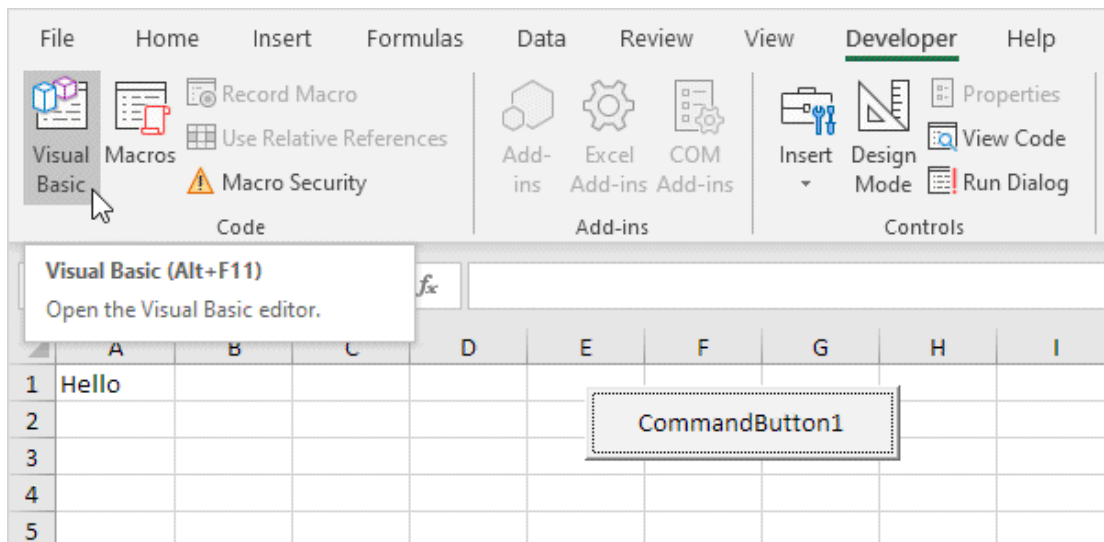 File Home Insert Formulas Data Review View Developer Help
Visual Basic
Macros
Record Macro
Use Relative References
Macro Security
Code
Add-ins
Excel Add-ins
COM Add-ins
Add-ins
Insert
Design Mode
Properties
View Code
Run Dialog
Controls
Visual Basic (Alt+F11)
Open the Visual Basic editor.
fx
A B C D E F G H I
1 Hello
CommandButton1
2
3
4
5